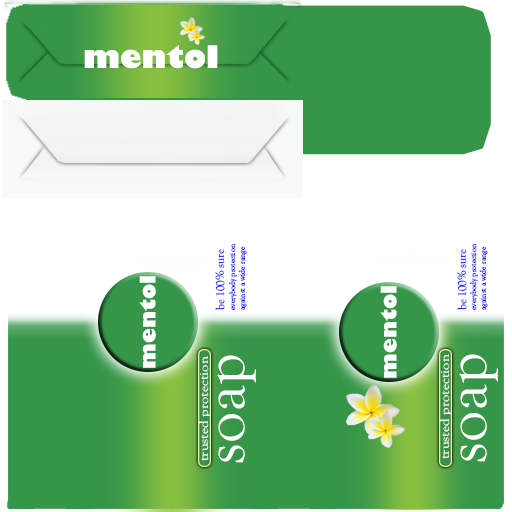 mentol
mentol
be 100% sure
everybody protection
against a wide range
trusted protection
soap
mentol
be 100% sure
everybody protection
against a wide range
trusted protection
soap